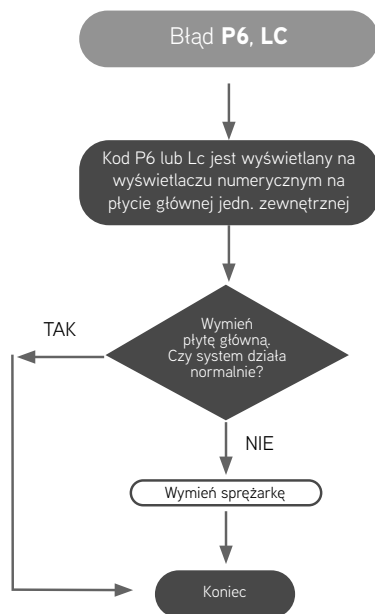 Błąd P6, LC
Kod P6 lub Lc jest wyświetlany na
wyświetlaczu numerycznym na
płycie głównej jedn. zewnętrznej
Wymień
płytę główną.
Czy system działa
normalnie?
TAK
NIE
Wymień sprężarkę
Koniec